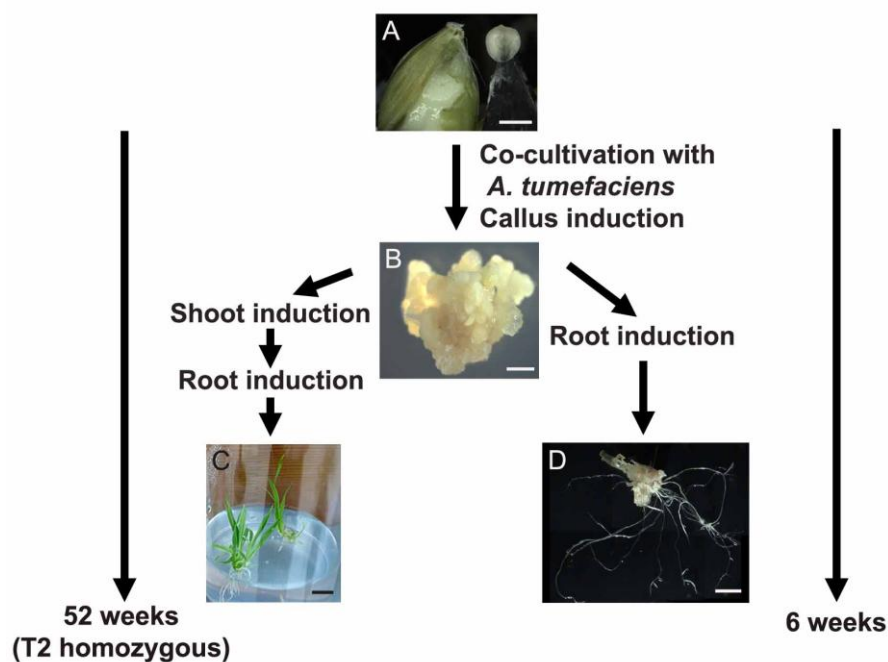 A
Co-cultivation with
A. tumefaciens
Callus induction
B
Shoot induction
Root induction
Root induction
C
D
52 weeks
(T2 homozygous)
6 weeks